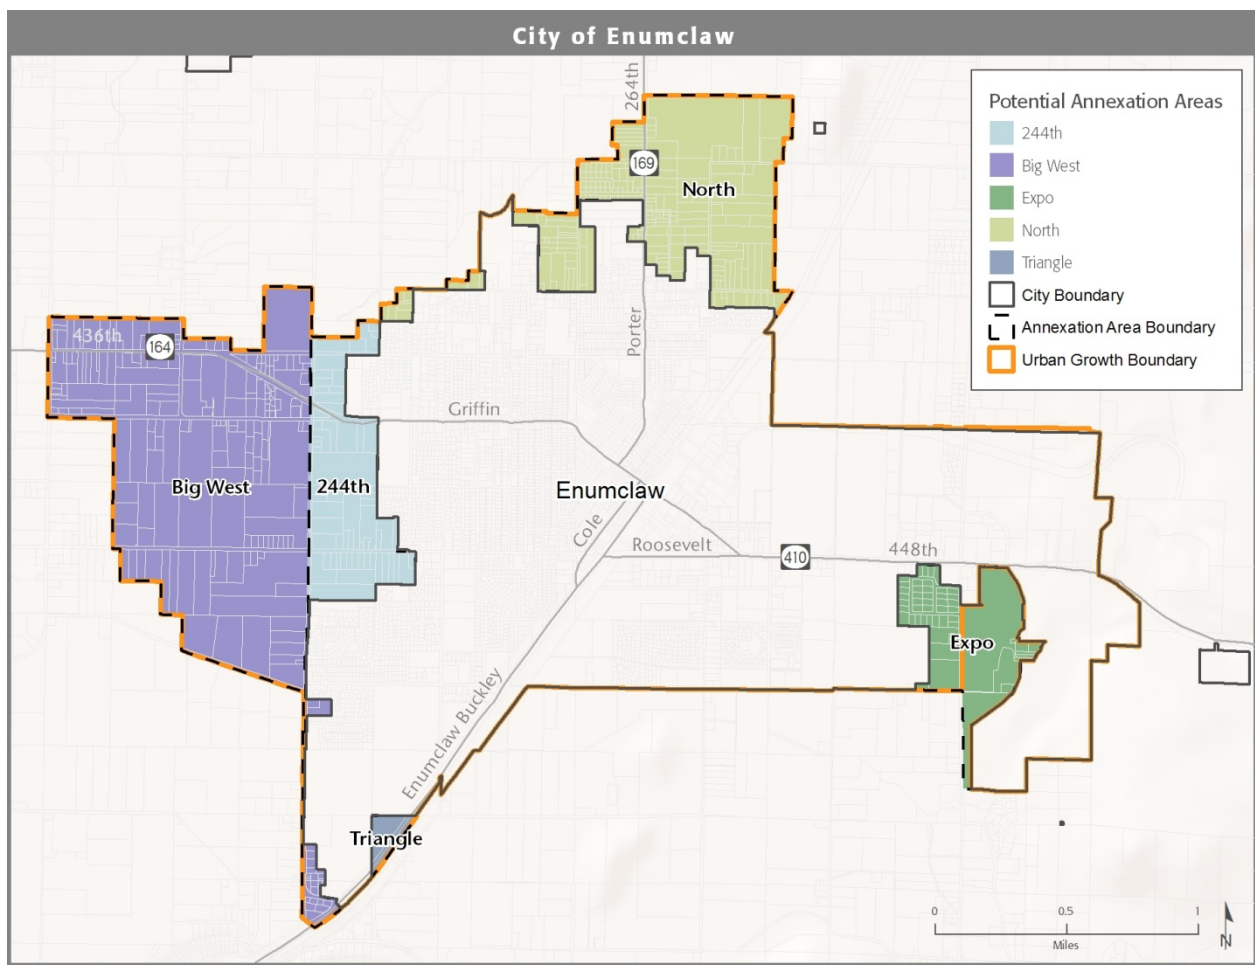 City of Enumclaw
264th
169
North
Potential Annexation Areas
244th
Big West
Expo
North
Triangle
City Boundary
Annexation Area Boundary
Urban Growth Boundary
436th
164
Porter
Griffin
Big West
244th
Enumclaw
Cole
Roosevelt
410
448th
Expo
Enumclaw Buckley
Triangle
0 0.5 1
Miles
N